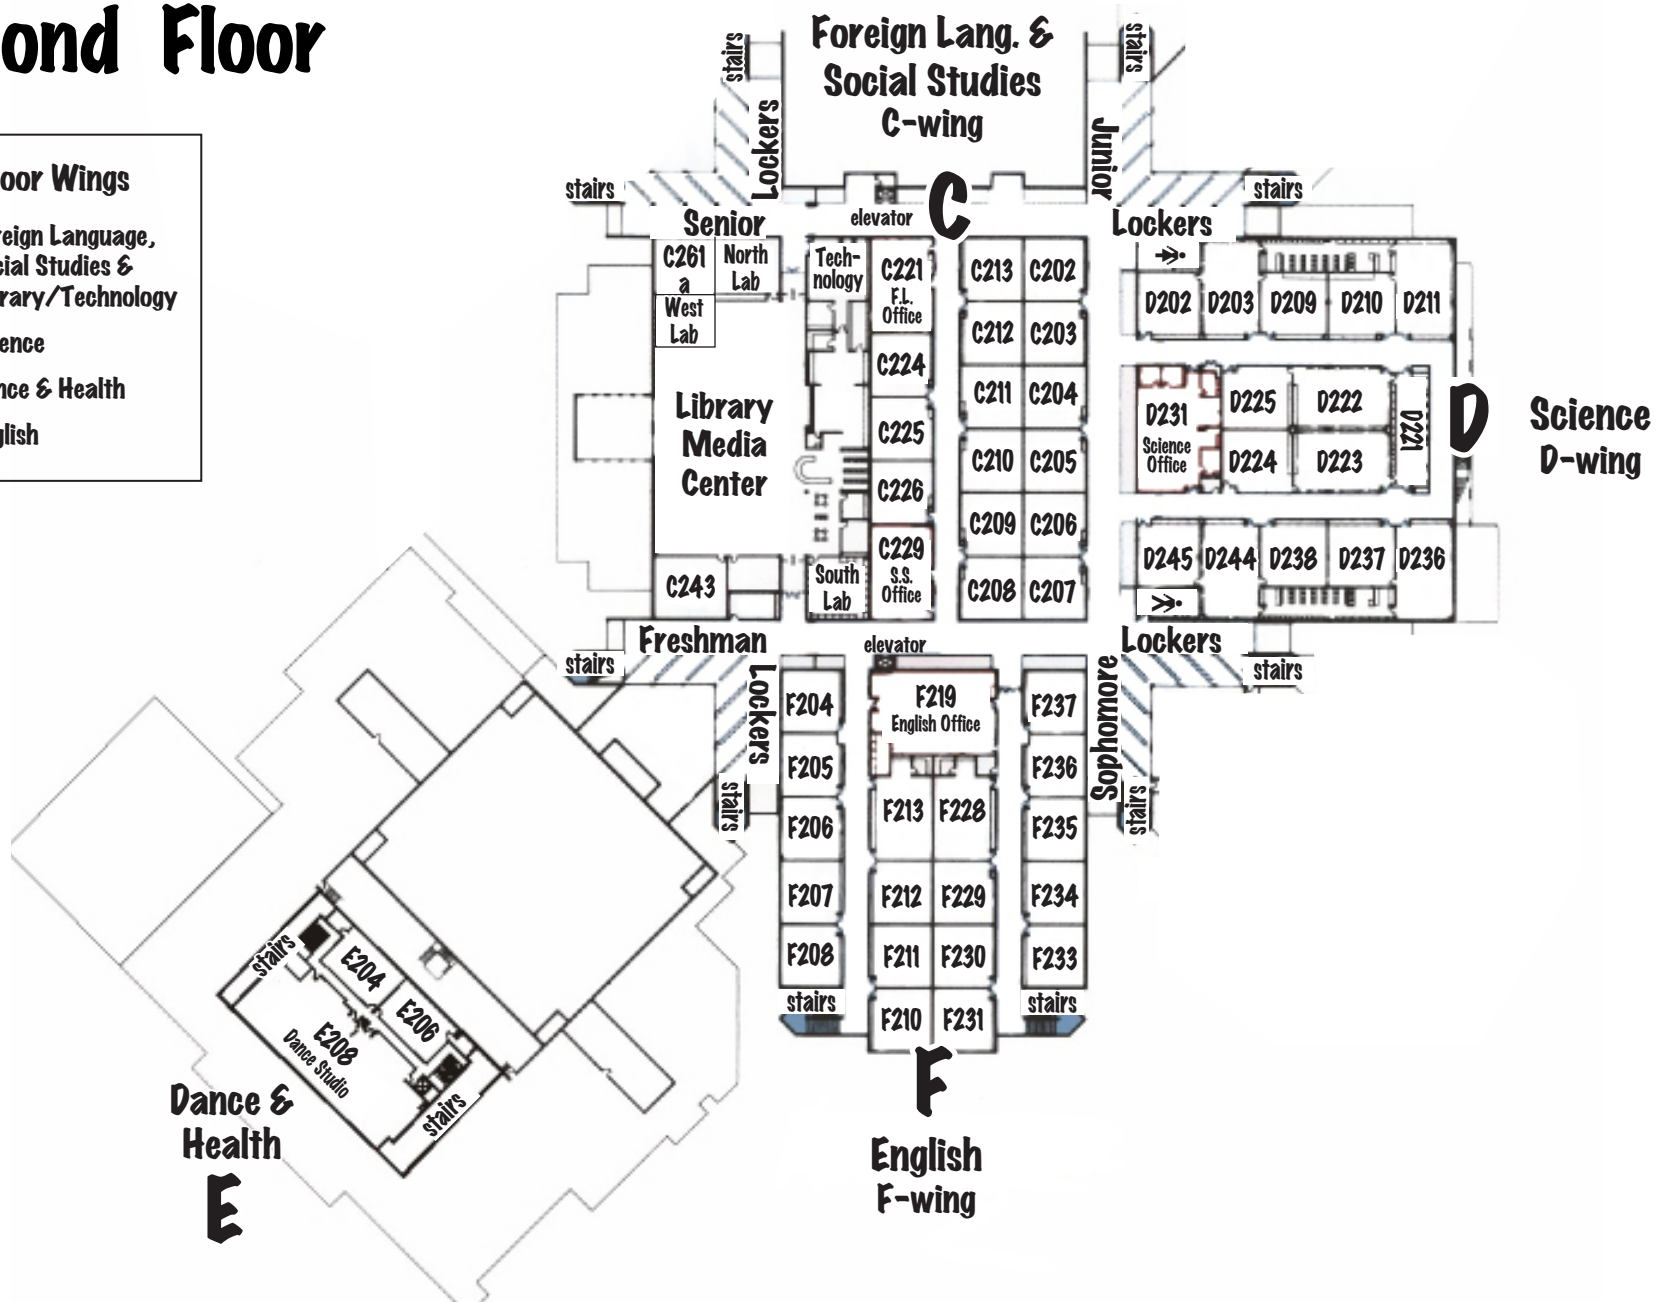 ond Floor
oor Wings
reign Language,
cial Studies &
rary/Technology
ence
nce & Health
glish
Foreign Lang. &
Social Studies
C-wing
C
stairs
stairs
Lockers
Junior
stairs
stairs
Senior
elevator
Lockers
C261
a
North
Lab
West
Lab
Tech-
nology
C221
F.L.
Office
C224
C225
C226
C229
S.S.
Office
Library
Media
Center
C243
South
Lab
C213
C202
C212
C203
C211
C204
C210
C205
C209
C206
C208
C207
D202
D203
D209
D210
D211
D231
Science
Office
D225
D222
D224
D223
D221
D
Science
D-wing
D245
D244
D238
D237
D236
Freshman
elevator
Lockers
stairs
stairs
Lockers
Sophomore
stairs
stairs
F204
F205
F206
F207
F208
stairs
F219
English Office
F213
F228
F212
F229
F211
F230
F210
F231
F237
F236
F235
F234
F233
stairs
F
English
F-wing
stairs
E204
E206
E208
Dance Studio
stairs
Dance &
Health
E